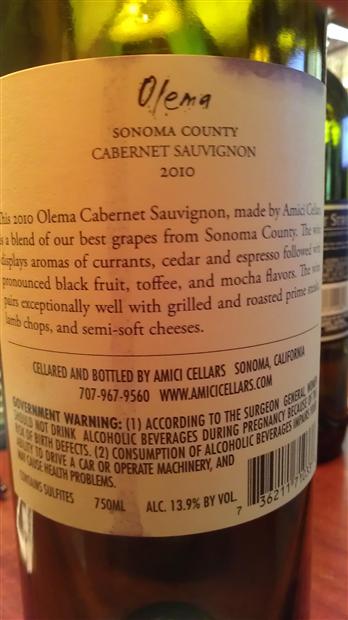 Olema
SONOMA COUNTY
CABERNET SAUVIGNON
2010
This 2010 Olema Cabernet Sauvignon, made by Amici Cellars
is a blend of our best grapes from Sonoma County. The wine
displays aromas of currants, cedar and espresso followed with
pronounced black fruit, toffee, and mocha flavors. The wine
pairs exceptionally well with grilled and roasted prime steaks,
lamb chops, and semi-soft cheeses.
CELLARED AND BOTTLED BY AMICI CELLARS SONOMA, CALIFORNIA
707-967-9560 WWW.AMICICELLARS.COM
GOVERNMENT WARNING: (1) ACCORDING TO THE SURGEON GENERAL, WOMEN
SHOULD NOT DRINK ALCOHOLIC BEVERAGES DURING PREGNANCY BECAUSE OF THE
RISK OF BIRTH DEFECTS. (2) CONSUMPTION OF ALCOHOLIC BEVERAGES IMPAIRS YOUR
ABILITY TO DRIVE A CAR OR OPERATE MACHINERY, AND
MAY CAUSE HEALTH PROBLEMS.
CONTAINS SULFITES 750ML ALC. 13.9% BY VOL.
7 36211